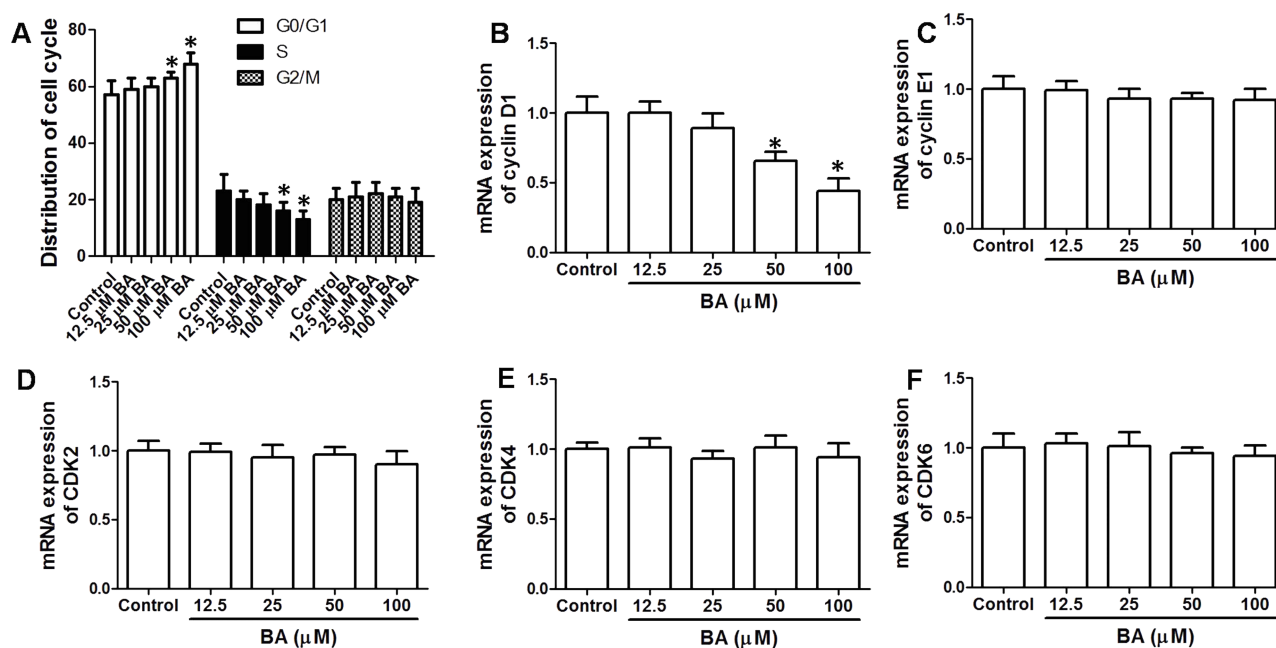 A
Distribution of cell cycle
80
60
40
20
0
G0/G1
S
G2/M
* *
* *
Control
12.5 μM BA
25 μM BA
50 μM BA
100 μM BA
Control
12.5 μM BA
25 μM BA
50 μM BA
100 μM BA
Control
12.5 μM BA
25 μM BA
50 μM BA
100 μM BA
B
mRNA expression
of cyclin D1
1.5
1.0
0.5
0.0
* *
Control 12.5 25 50 100
BA (μM)
C
mRNA expression
of cyclin E1
1.5
1.0
0.5
0.0
Control 12.5 25 50 100
BA (μM)
D
mRNA expression
of CDK2
1.5
1.0
0.5
0.0
Control 12.5 25 50 100
BA (μM)
E
mRNA expression
of CDK4
1.5
1.0
0.5
0.0
Control 12.5 25 50 100
BA (μM)
F
mRNA expression
of CDK6
1.5
1.0
0.5
0.0
Control 12.5 25 50 100
BA (μM)